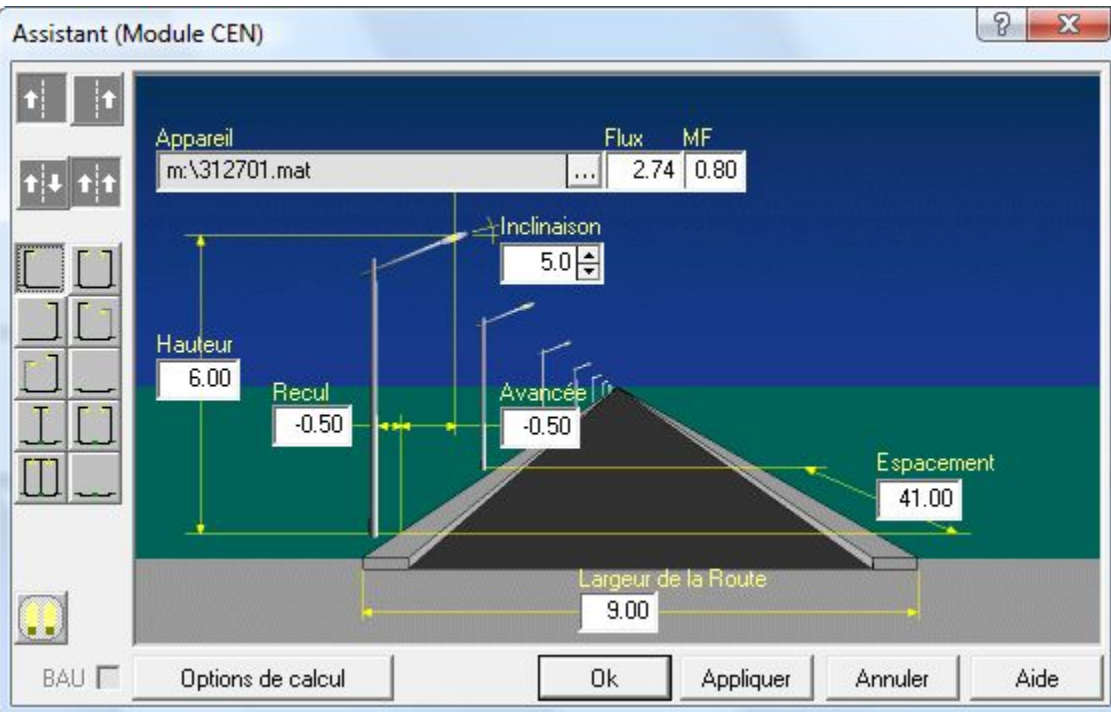 Assistant (Module CEN)
Appareil Flux MF
m:\312701.mat ... 2.74 0.80
Inclinaison
5.0
Hauteur
6.00
Recul Avancée
-0.50 -0.50
Espacement
41.00
Largeur de la Route
9.00
BAU Options de calcul Ok Appliquer Annuler Aide